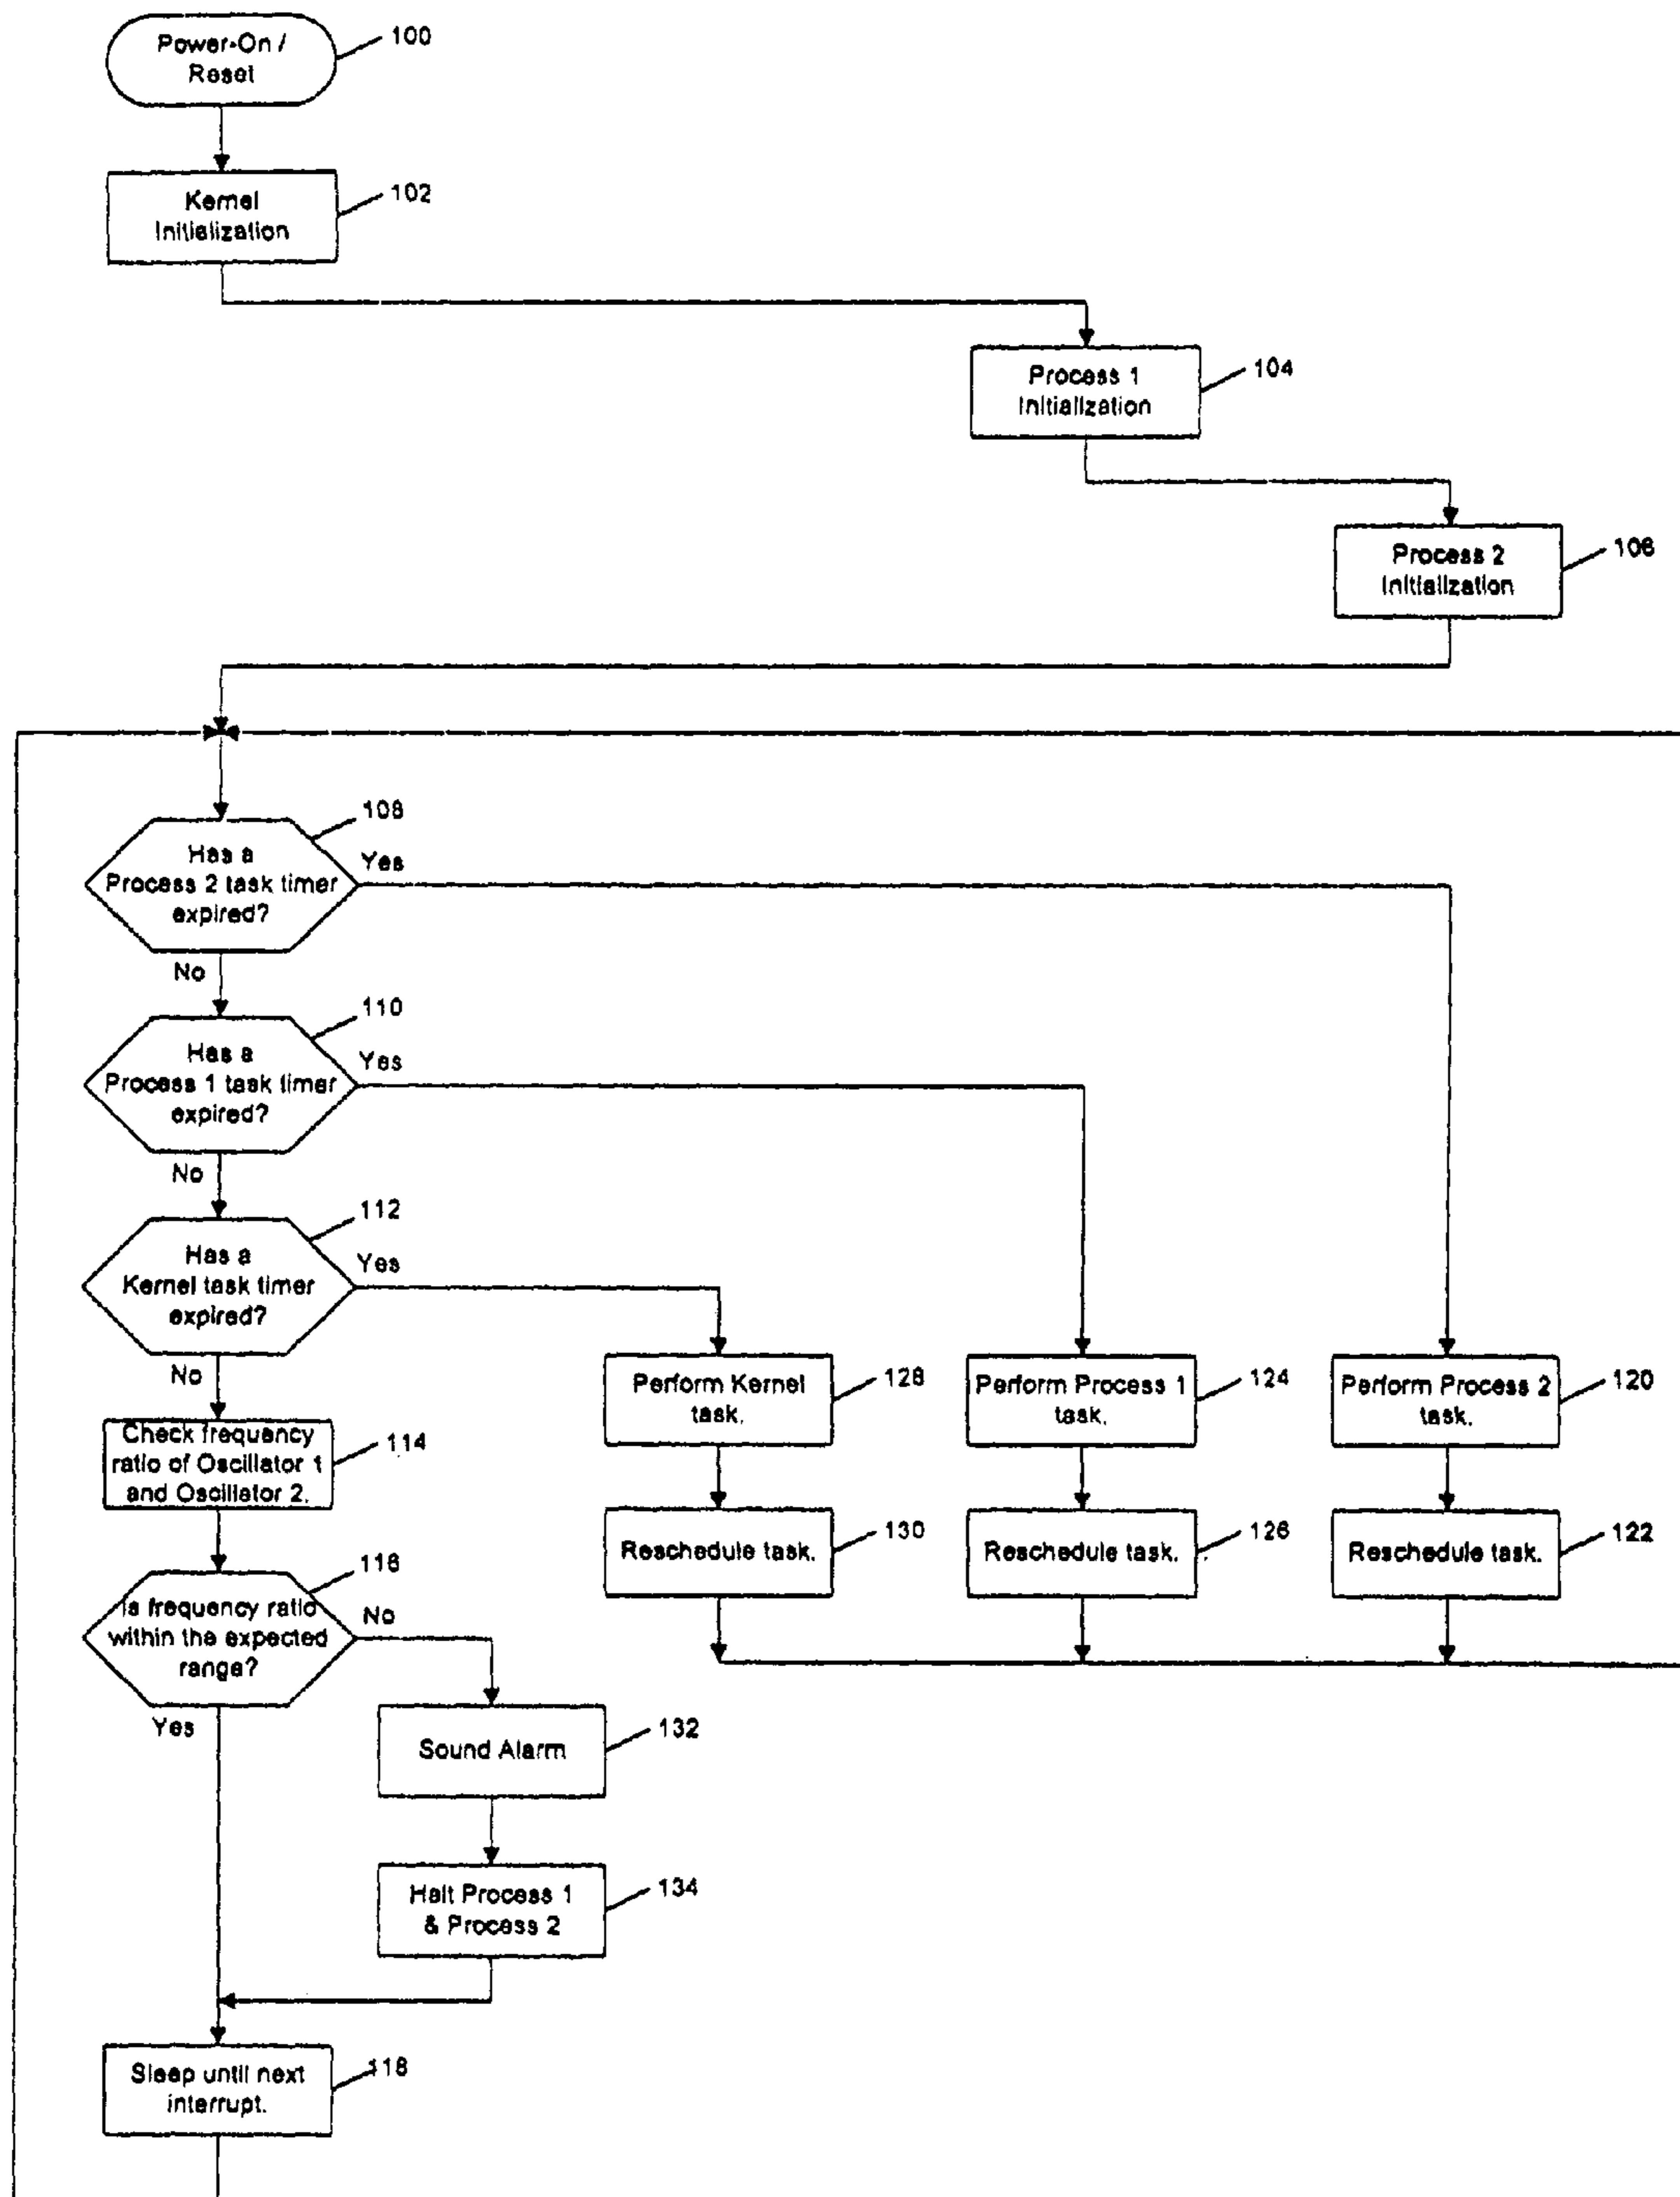 Power-On /
Reset
100
Kernel
Initialization
102
Process 1
Initialization
104
Process 2
Initialization
106
108
Has a
Process 2 task timer
expired?
Yes
No
110
Has a
Process 1 task timer
expired?
Yes
No
112
Has a
Kernel task timer
expired?
Yes
No
Perform Kernel
task.
128
Perform Process 1
task.
124
Perform Process 2
task.
120
Check frequency
ratio of Oscillator 1
and Oscillator 2.
114
Reschedule task.
130
Reschedule task.
126
Reschedule task.
122
116
Is frequency ratio
within the expected
range?
No
Yes
Sound Alarm
132
Halt Process 1
& Process 2
134
Sleep until next
interrupt.
118